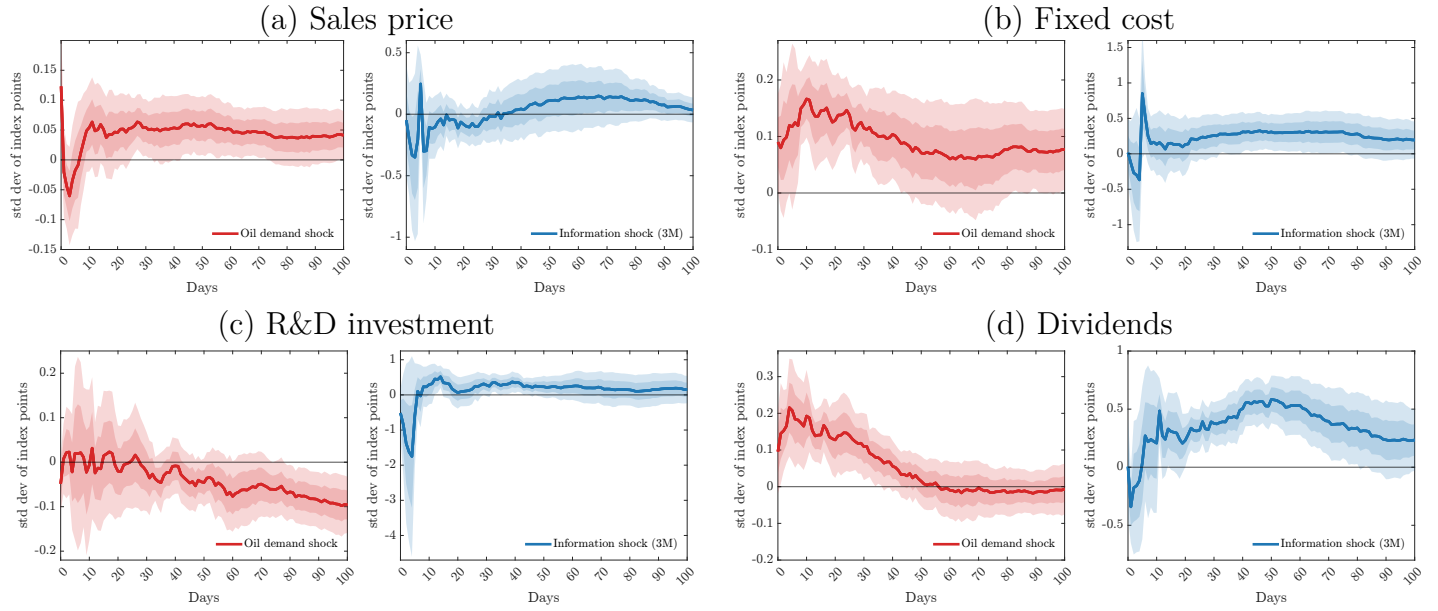 (a) Sales price
(b) Fixed cost
std dev of index points
0.15
0.1
0.05
0
-0.05
-0.1
-0.15
Oil demand shock
0 10 20 30 40 50 60 70 80 90 100
Days
std dev of index points
0.5
0
-0.5
-1
Information shock (3M)
0 10 20 30 40 50 60 70 80 90 100
Days
std dev of index points
0.2
0.1
0
-0.1
Oil demand shock
0 10 20 30 40 50 60 70 80 90 100
Days
std dev of index points
1.5
1
0.5
0
-0.5
-1
Information shock (3M)
0 10 20 30 40 50 60 70 80 90 100
Days
(c) R&D investment
(d) Dividends
std dev of index points
0.2
0.1
0
-0.1
-0.2
Oil demand shock
0 10 20 30 40 50 60 70 80 90 100
Days
std dev of index points
1
0
-1
-2
-3
-4
Information shock (3M)
0 10 20 30 40 50 60 70 80 90 100
Days
std dev of index points
0.3
0.2
0.1
0
-0.1
-0.2
Oil demand shock
0 10 20 30 40 50 60 70 80 90 100
Days
std dev of index points
1
0.5
0
-0.5
Information shock (3M)
0 10 20 30 40 50 60 70 80 90 100
Days